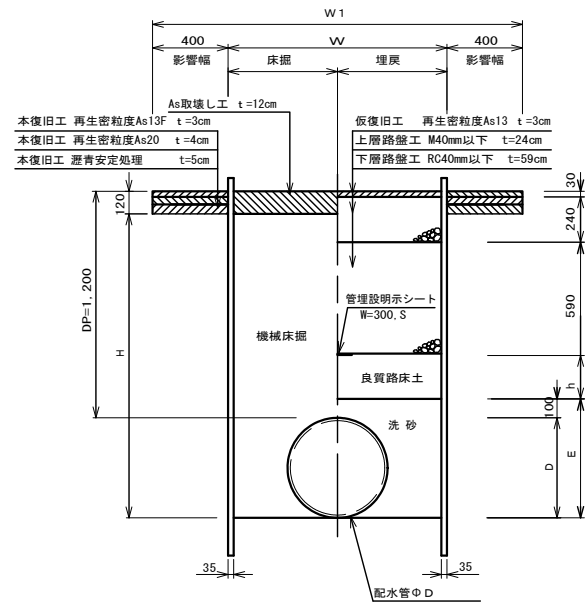 W1
400
W
400
影響幅
床掘
埋戻
影響幅
As取壊し工 t=12cm
本復旧工 再生密粒度As13F t=3cm
本復旧工 再生密粒度As20 t=4cm
本復旧工 瀝青安定処理 t=5cm
仮復旧工 再生密粒度As13 t=3cm
上層路盤工 M40mm以下 t=24cm
下層路盤工 RC40mm以下 t=59cm
120
30
240
DP=1,200
H
590
管埋設明示シート
W=300,S
機械床掘
良質路床土
h
100
洗砂
D
E
35
35
配水管ΦD